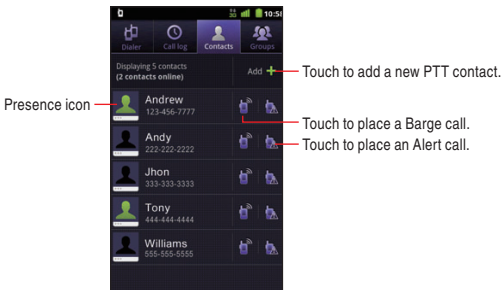 3G 10:51
Dialer Call log Contacts Groups
Displaying 5 contacts
(2 contacts online)
Add
Touch to add a new PTT contact.
Presence icon
Andrew
123-456-7777
Touch to place a Barge call.
Andy
222-222-2222
Touch to place an Alert call.
Jhon
333-333-3333
Tony
444-444-4444
Williams
555-555-5555